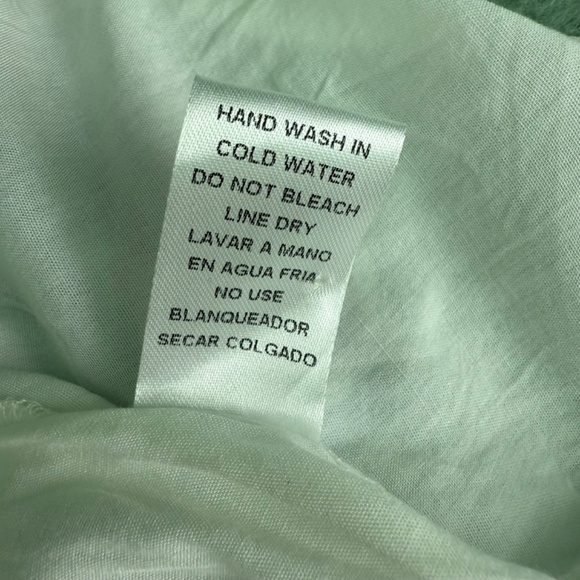 HAND WASH IN
COLD WATER
DO NOT BLEACH
LINE DRY
LAVAR A MANO
EN AGUA FRIA
NO USE
BLANQUEADOR
SECAR COLGADO